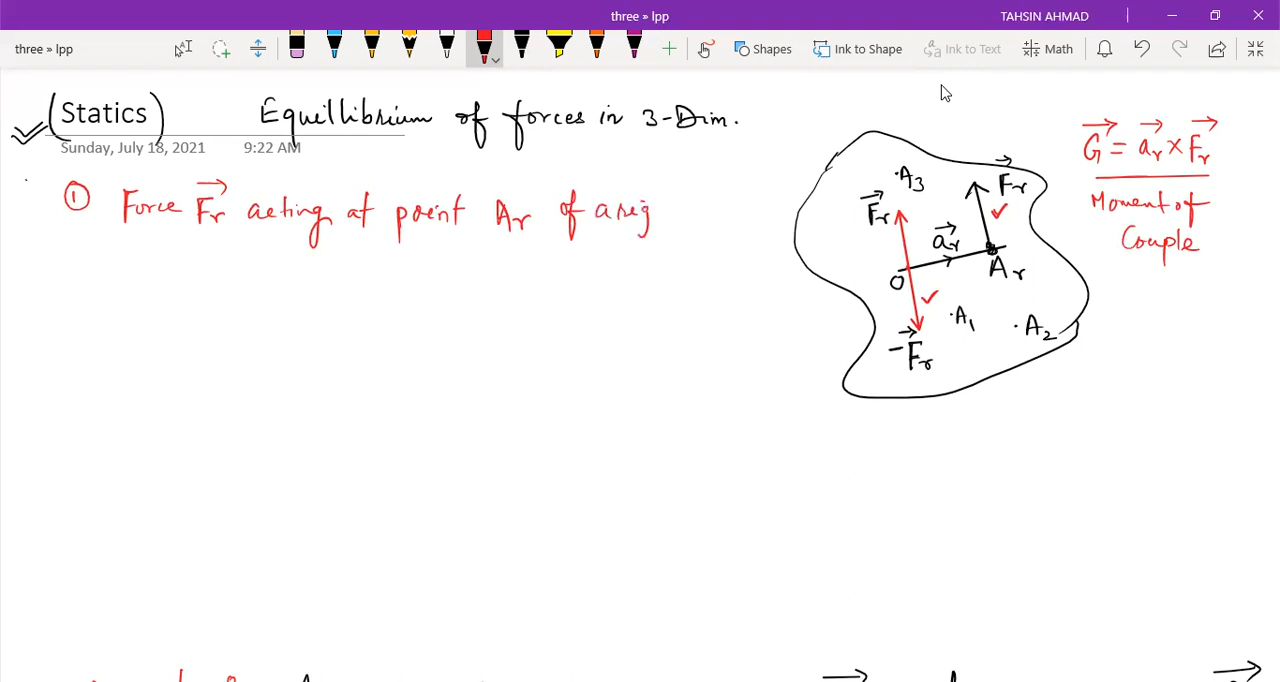 three » lpp
TAHSIN AHMAD
three » lpp
Shapes
Ink to Shape
Ink to Text
Math
(Statics)
Equillibrium of forces in 3-Dim.
Sunday, July 18, 2021 9:22 AM
① Force F⃗r acting at point Ar of a rig
A3
F⃗r
F⃗r
a⃗r
O
Ar
A1
A2
-F⃗r
G⃗ = a⃗r × F⃗r
Moment of
Couple